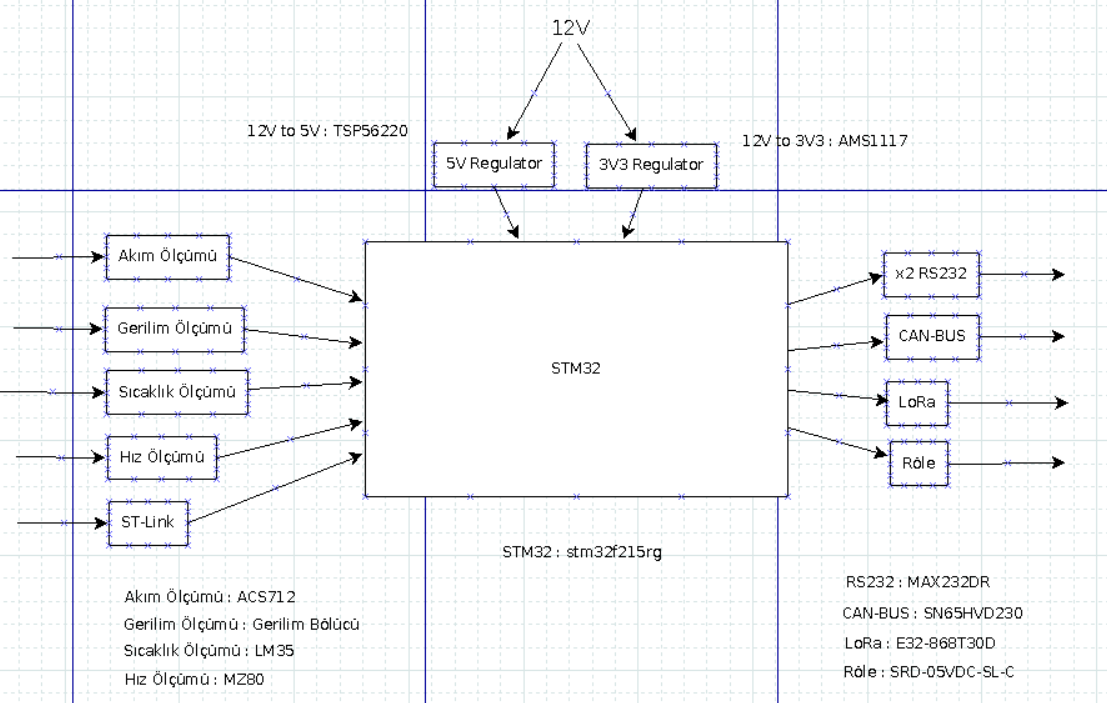 12V
12V to 5V : TSP56220
12V to 3V3 : AMS1117
5V Regulator
3V3 Regulator
Akım Ölçümü
Gerilim Ölçümü
Sıcaklık Ölçümü
Hız Ölçümü
ST-Link
STM32
x2 RS232
CAN-BUS
LoRa
Röle
STM32 : stm32f215rg
Akım Ölçümü : ACS712
Gerilim Ölçümü : Gerilim Bölücü
Sıcaklık Ölçümü : LM35
Hız Ölçümü : MZ80
RS232 : MAX232DR
CAN-BUS : SN65HVD230
LoRa : E32-868T30D
Röle : SRD-05VDC-SL-C